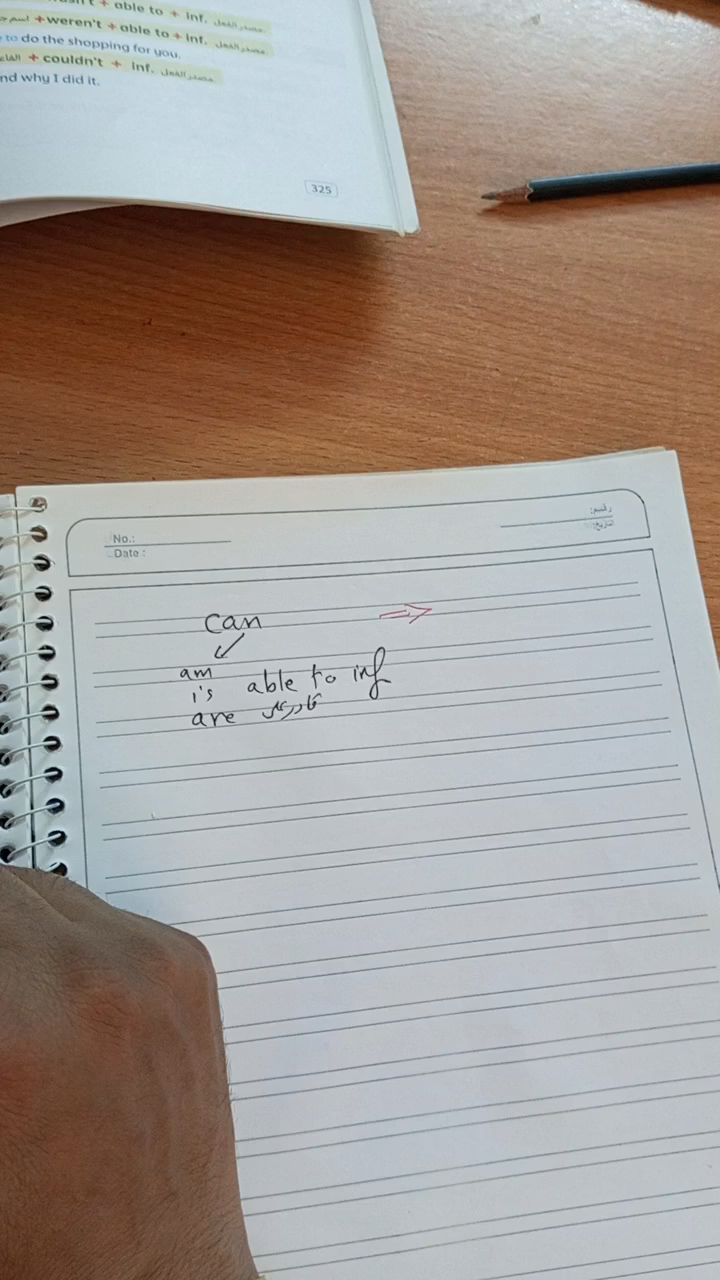 + able to + inf. مصدر الفعل
+ weren't + able to + inf. مصدر الفعل
to do the shopping for you.
+ couldn't + inf. مصدر الفعل
nd why I did it.
325
No.:
Date :
رقم:
التاريخ:
can ⇒
↙
am
is able to inf
are قادر على